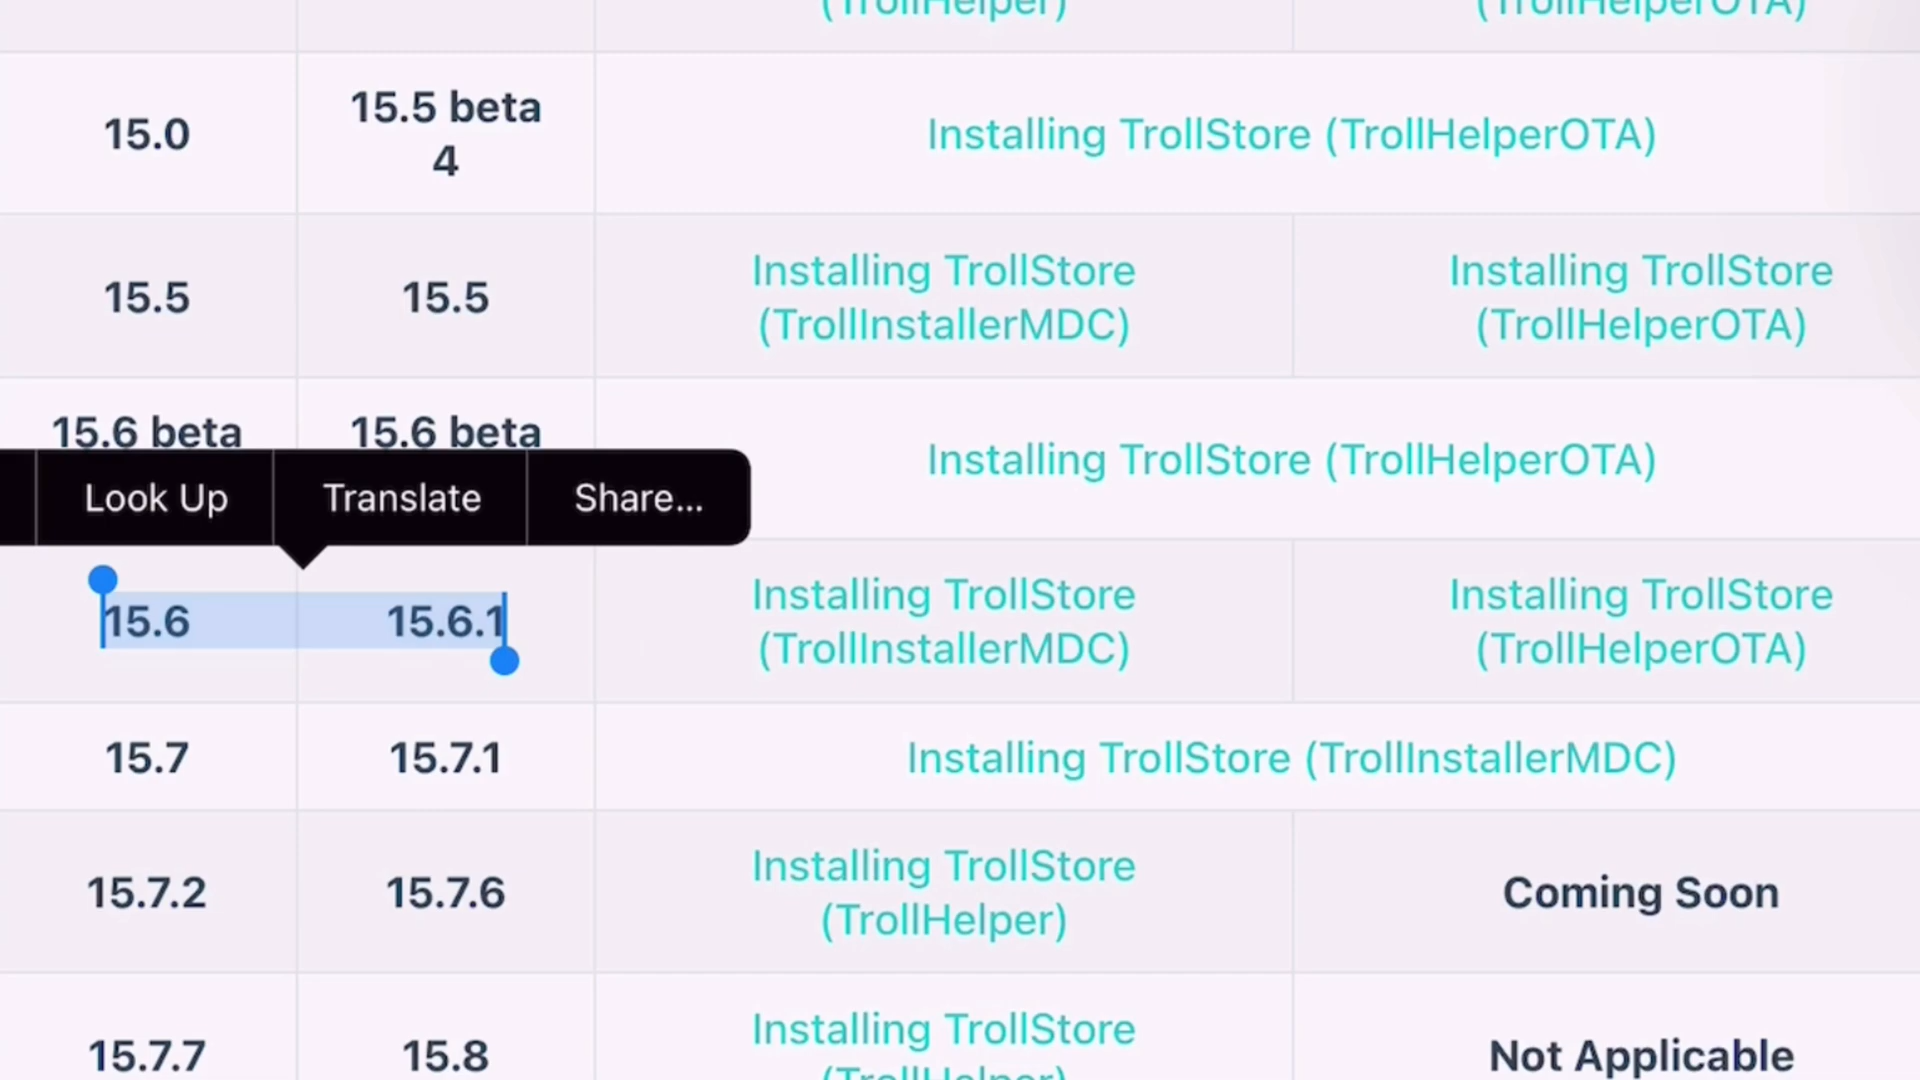 (TrollHelper) (TrollHelperOTA)
15.0 15.5 beta 4 Installing TrollStore (TrollHelperOTA)
15.5 15.5 Installing TrollStore (TrollInstallerMDC) Installing TrollStore (TrollHelperOTA)
15.6 beta 15.6 beta Installing TrollStore (TrollHelperOTA)
Look Up Translate Share...
15.6 15.6.1 Installing TrollStore (TrollInstallerMDC) Installing TrollStore (TrollHelperOTA)
15.7 15.7.1 Installing TrollStore (TrollInstallerMDC)
15.7.2 15.7.6 Installing TrollStore (TrollHelper) Coming Soon
15.7.7 15.8 Installing TrollStore (TrollHelper) Not Applicable